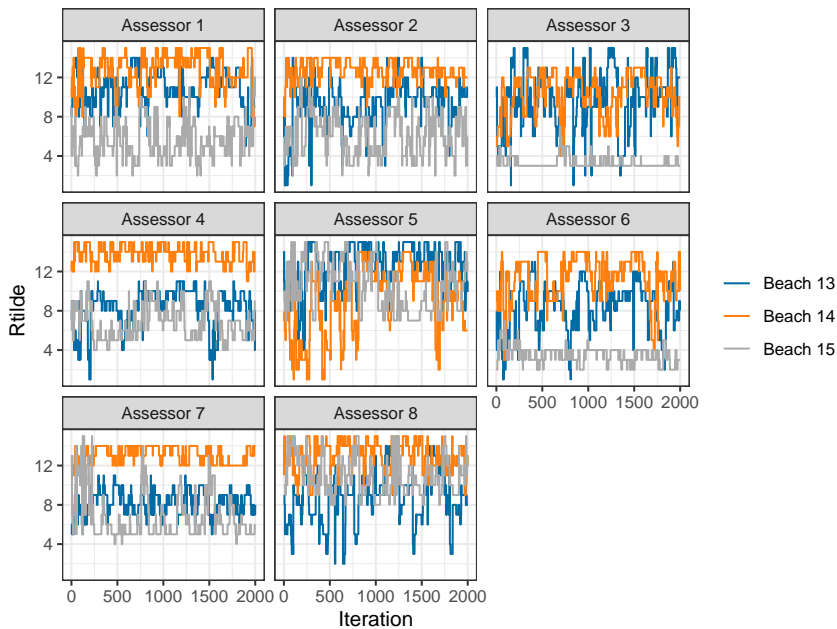 Assessor 1 Assessor 2 Assessor 3
12
8
4
Assessor 4 Assessor 5 Assessor 6
12
8
4
0 500 1000 1500 2000
Assessor 7 Assessor 8
12
8
4
0 500 1000 1500 2000 0 500 1000 1500 2000
Iteration
Rtilde
Beach 13
Beach 14
Beach 15